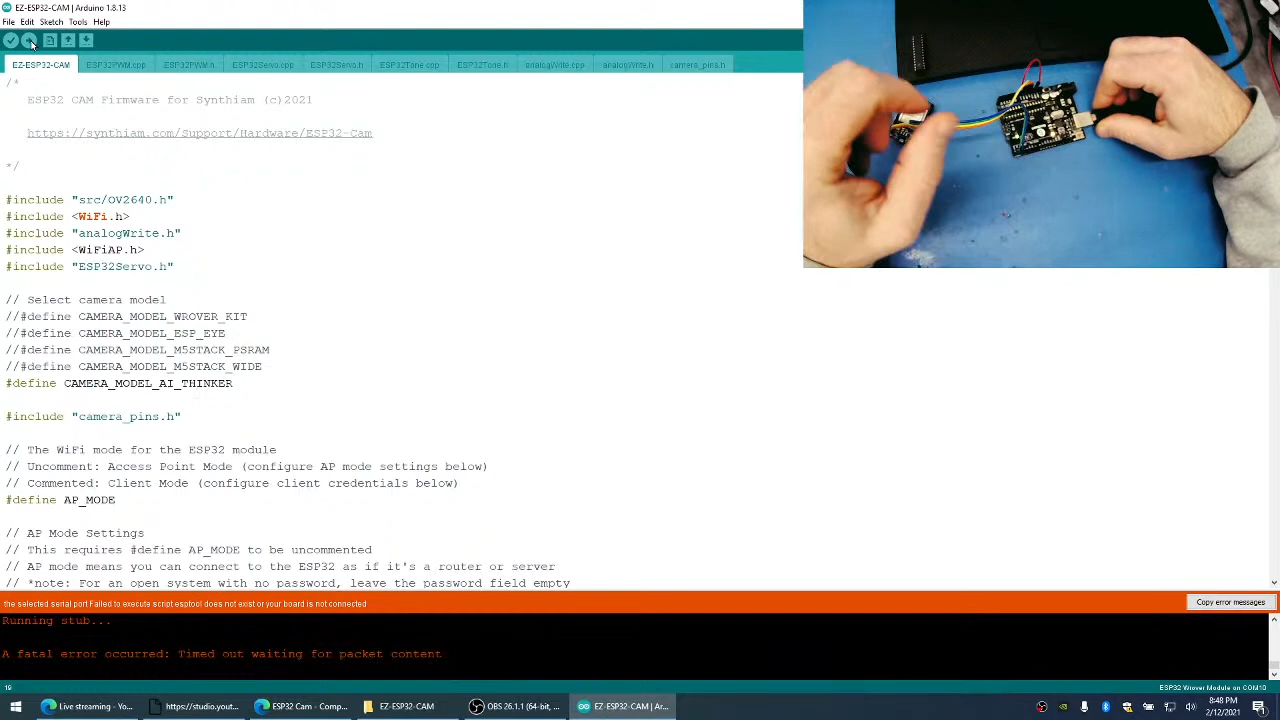 EZ-ESP32-CAM | Arduino 1.8.13
File Edit Sketch Tools Help
EZ-ESP32-CAM ESP32PWM.cpp ESP32PWM.h ESP32Servo.cpp ESP32Servo.h ESP32Tone.cpp ESP32Tone.h analogWrite.cpp analogWrite.h camera_pins.h
/*
ESP32 CAM Firmware for Synthiam (c)2021
https://synthiam.com/Support/Hardware/ESP32-Cam
*/
#include "src/OV2640.h"
#include <WiFi.h>
#include "analogWrite.h"
#include <WiFiAP.h>
#include "ESP32Servo.h"
// Select camera model
//#define CAMERA_MODEL_WROVER_KIT
//#define CAMERA_MODEL_ESP_EYE
//#define CAMERA_MODEL_M5STACK_PSRAM
//#define CAMERA_MODEL_M5STACK_WIDE
#define CAMERA_MODEL_AI_THINKER
#include "camera_pins.h"
// The WiFi mode for the ESP32 module
// Uncomment: Access Point Mode (configure AP mode settings below)
// Commented: Client Mode (configure client credentials below)
#define AP_MODE
// AP Mode Settings
// This requires #define AP_MODE to be uncommented
// AP mode means you can connect to the ESP32 as if it's a router or server
// *note: For an open system with no password, leave the password field empty
the selected serial port Failed to execute script esptool does not exist or your board is not connected
Copy error messages
Running stub...
A fatal error occurred: Timed out waiting for packet content
19
ESP32 Wrover Module on COM10
Live streaming - Yo... https://studio.yout... ESP32 Cam - Comp... EZ-ESP32-CAM OBS 26.1.1 (64-bit, ... EZ-ESP32-CAM | Ar...
8:48 PM
2/12/2021